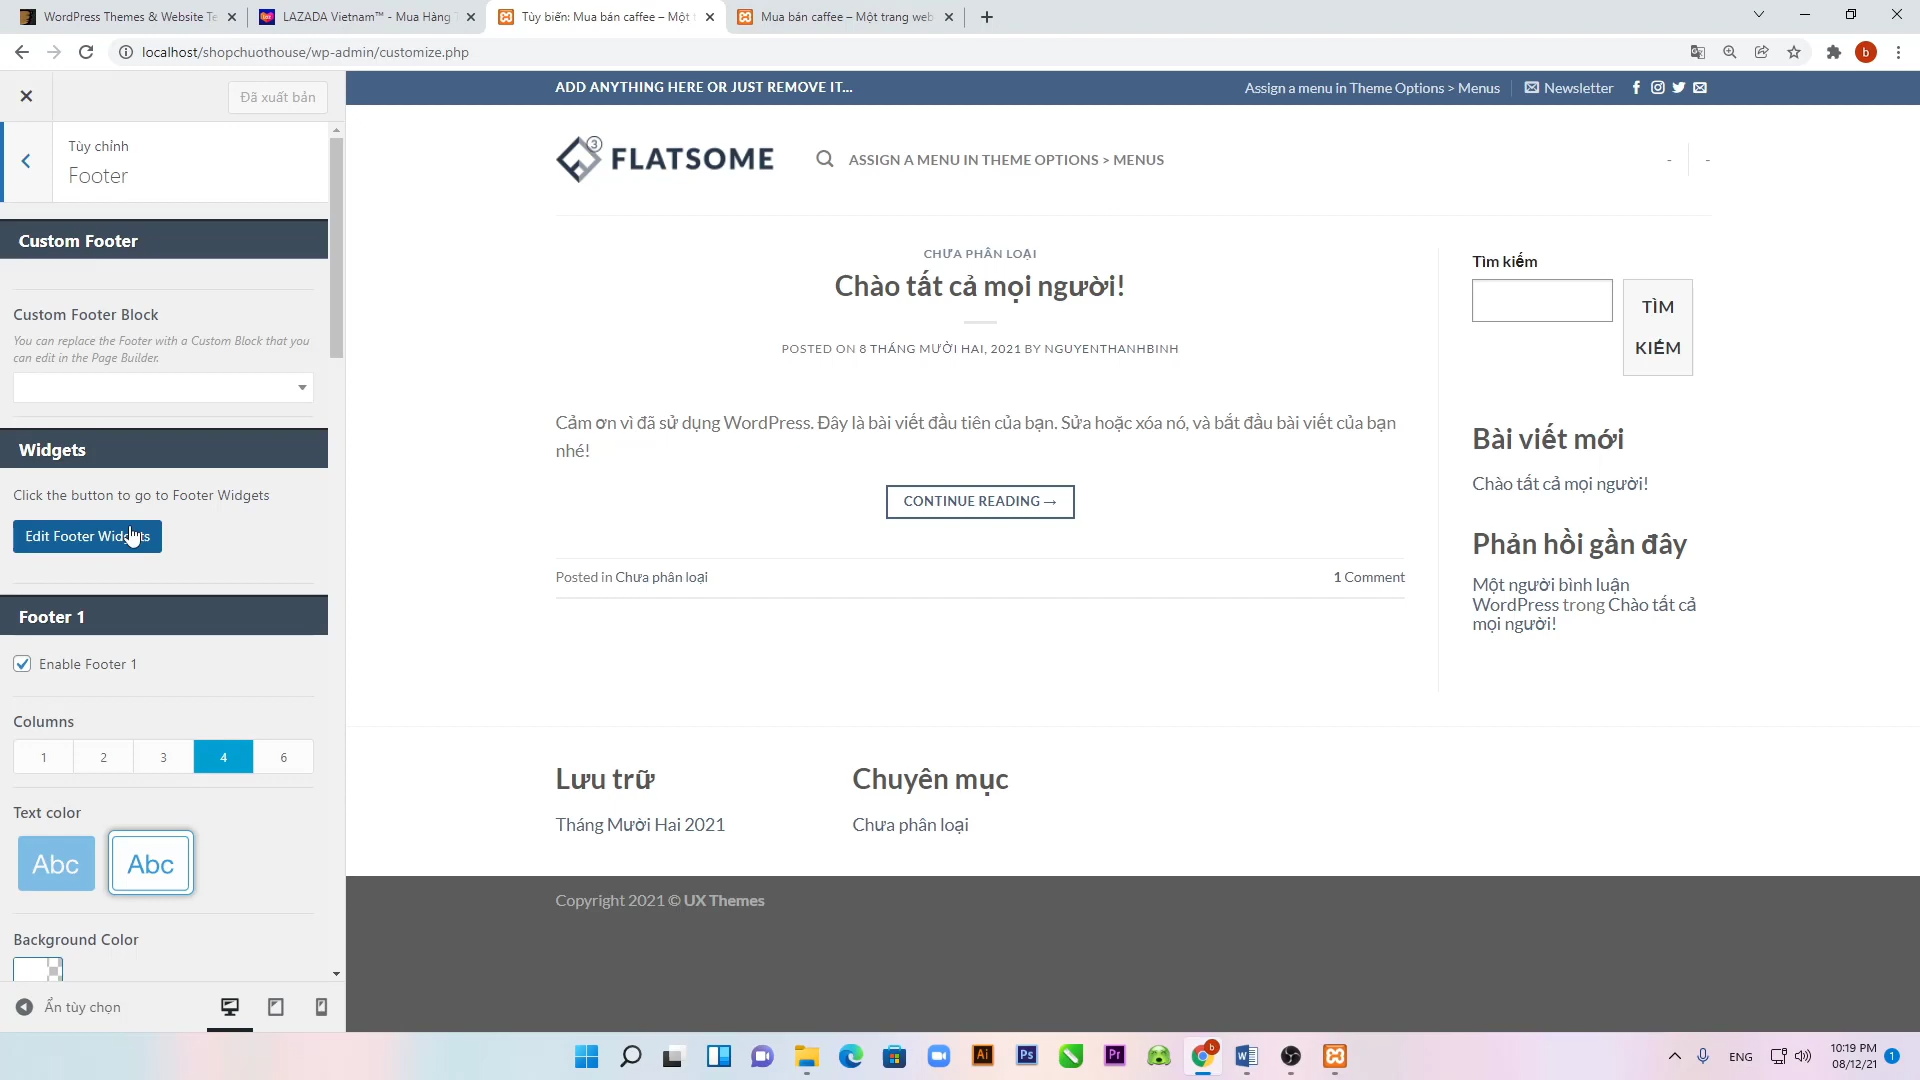 WordPress Themes & Website Te
LAZADA Vietnam™ - Mua Hàng T
Tùy biến: Mua bán caffee – Một t
Mua bán caffee – Một trang web
localhost/shopchuothouse/wp-admin/customize.php
b
Đã xuất bản
Tùy chỉnh
Footer
Custom Footer
Custom Footer Block
You can replace the Footer with a Custom Block that you
can edit in the Page Builder.
Widgets
Click the button to go to Footer Widgets
Edit Footer Widgets
Footer 1
Enable Footer 1
Columns
1 2 3 4 6
Text color
Abc Abc
Background Color
Ẩn tùy chọn
ADD ANYTHING HERE OR JUST REMOVE IT...
Assign a menu in Theme Options > Menus
Newsletter
3
FLATSOME
ASSIGN A MENU IN THEME OPTIONS > MENUS
- -
CHƯA PHÂN LOẠI
Chào tất cả mọi người!
POSTED ON 8 THÁNG MƯỜI HAI, 2021 BY NGUYENTHANHBINH
Cảm ơn vì đã sử dụng WordPress. Đây là bài viết đầu tiên của bạn. Sửa hoặc xóa nó, và bắt đầu bài viết của bạn
nhé!
CONTINUE READING →
Posted in Chưa phân loại
1 Comment
Tìm kiếm
TÌM
KIẾM
Bài viết mới
Chào tất cả mọi người!
Phản hồi gần đây
Một người bình luận
WordPress trong Chào tất cả
mọi người!
Lưu trữ
Tháng Mười Hai 2021
Chuyên mục
Chưa phân loại
Copyright 2021 © UX Themes
Ai
Ps
Pr
b
W
ENG
10:19 PM
08/12/21
1